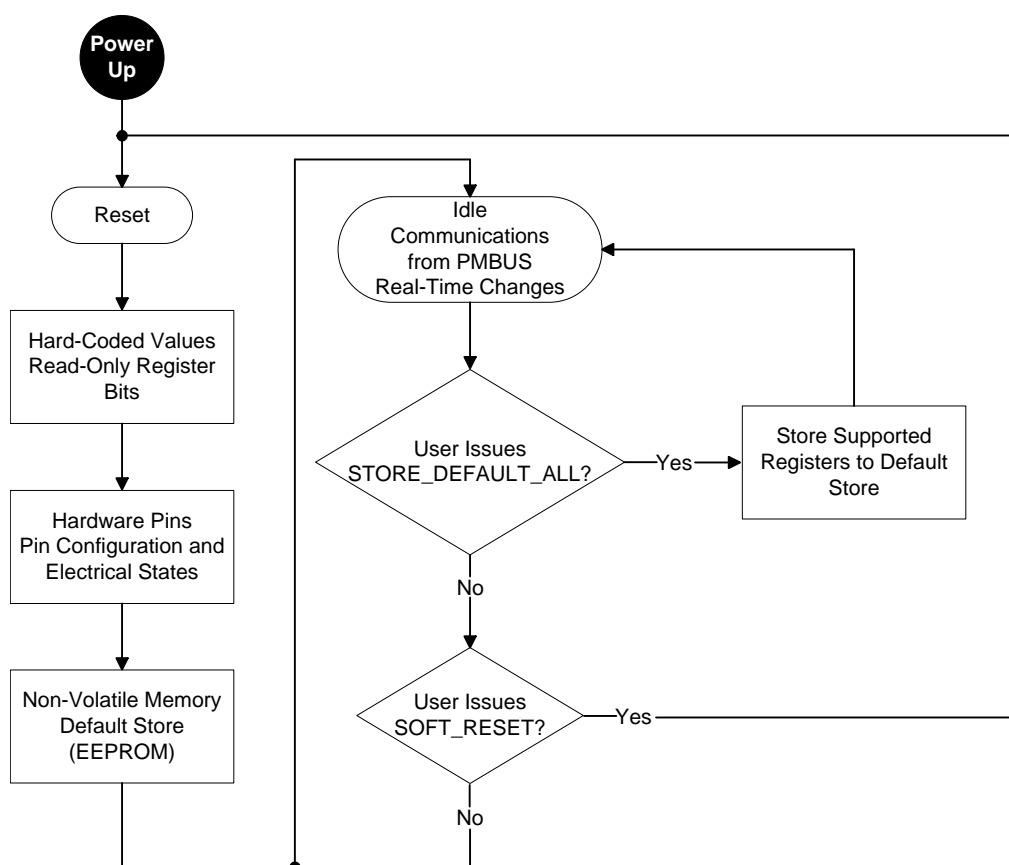 Power
Up
Reset
Hard-Coded Values
Read-Only Register
Bits
Hardware Pins
Pin Configuration and
Electrical States
Non-Volatile Memory
Default Store
(EEPROM)
Idle
Communications
from PMBUS
Real-Time Changes
User Issues
STORE_DEFAULT_ALL?
Yes
Store Supported
Registers to Default
Store
No
User Issues
SOFT_RESET?
Yes
No